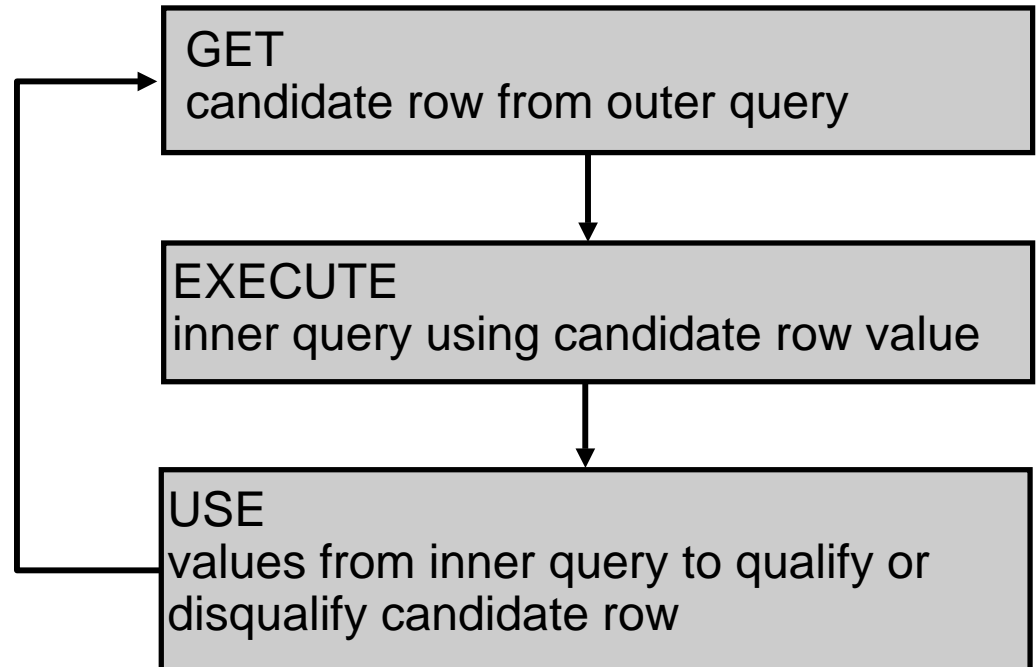 GET
candidate row from outer query
EXECUTE
inner query using candidate row value
USE
values from inner query to qualify or
disqualify candidate row